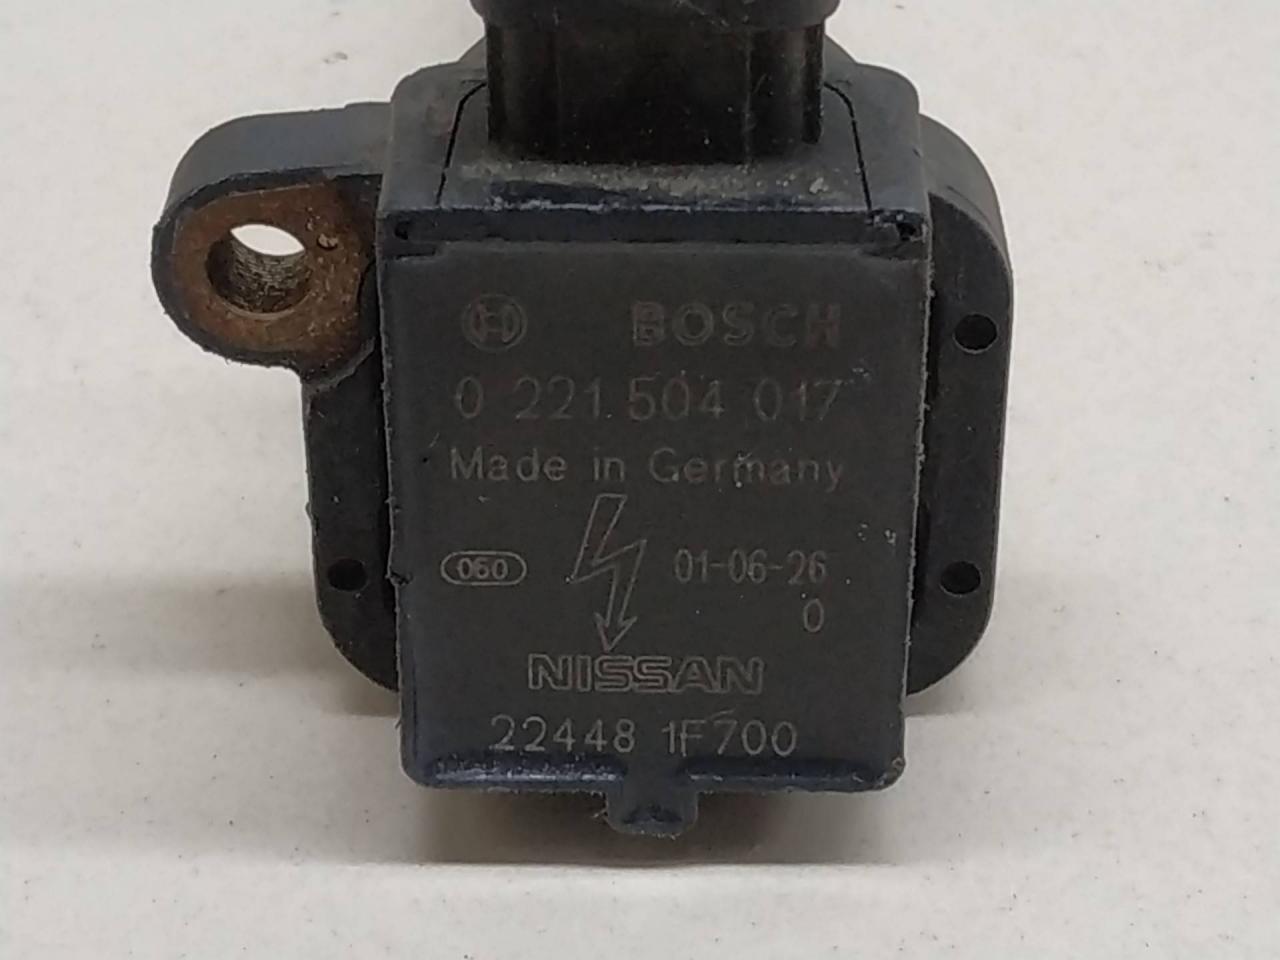 BOSCH
0 221 504 017
Made in Germany
060 01-06-26
0
NISSAN
22448 1F700